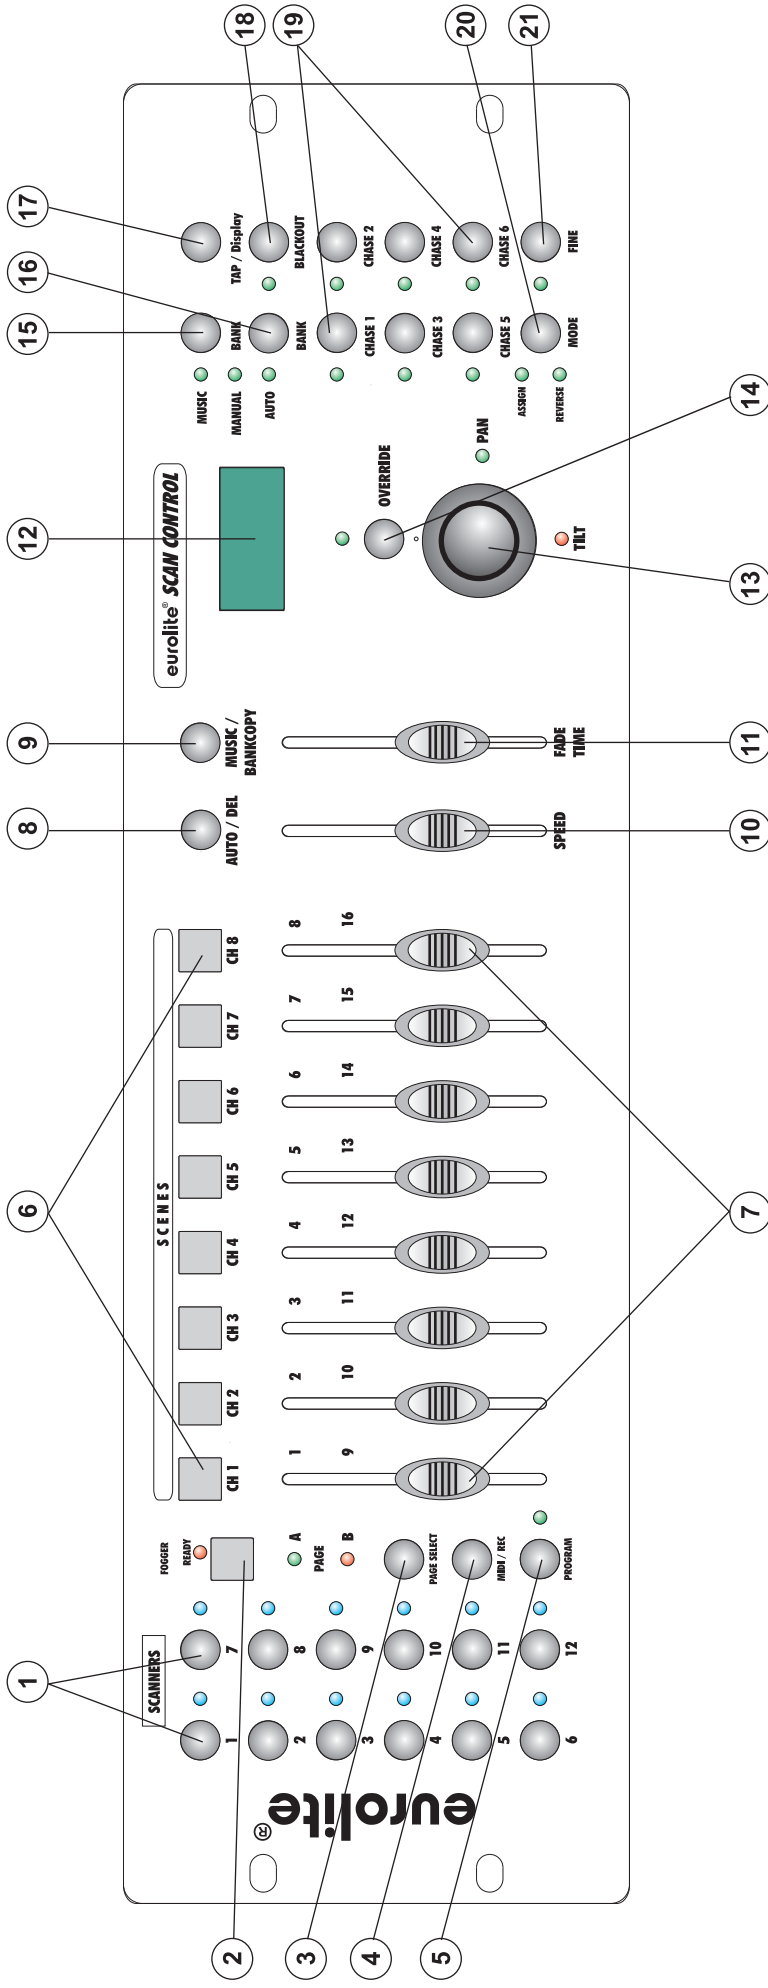 1
6
8
9
12
15
16
17
18
19
20
21
SCANNERS
FOGGER
READY
SCENES
eurolite® SCAN CONTROL
1
2
3
4
5
6
7
8
9
10
11
12
A
PAGE
B
PAGE SELECT
MIDI / REC
PROGRAM
CH 1
CH 2
CH 3
CH 4
CH 5
CH 6
CH 7
CH 8
1
2
3
4
5
6
7
8
9
10
11
12
13
14
15
16
AUTO / DEL
MUSIC /
BANKCOPY
SPEED
FADE
TIME
OVERRIDE
PAN
TILT
MUSIC
MANUAL
AUTO
BANK
BANK
TAP / Display
BLACKOUT
CHASE 1
CHASE 2
CHASE 3
CHASE 4
CHASE 5
CHASE 6
ASSIGN
REVERSE
MODE
FINE
eurolite®
2
3
4
5
7
10
11
13
14